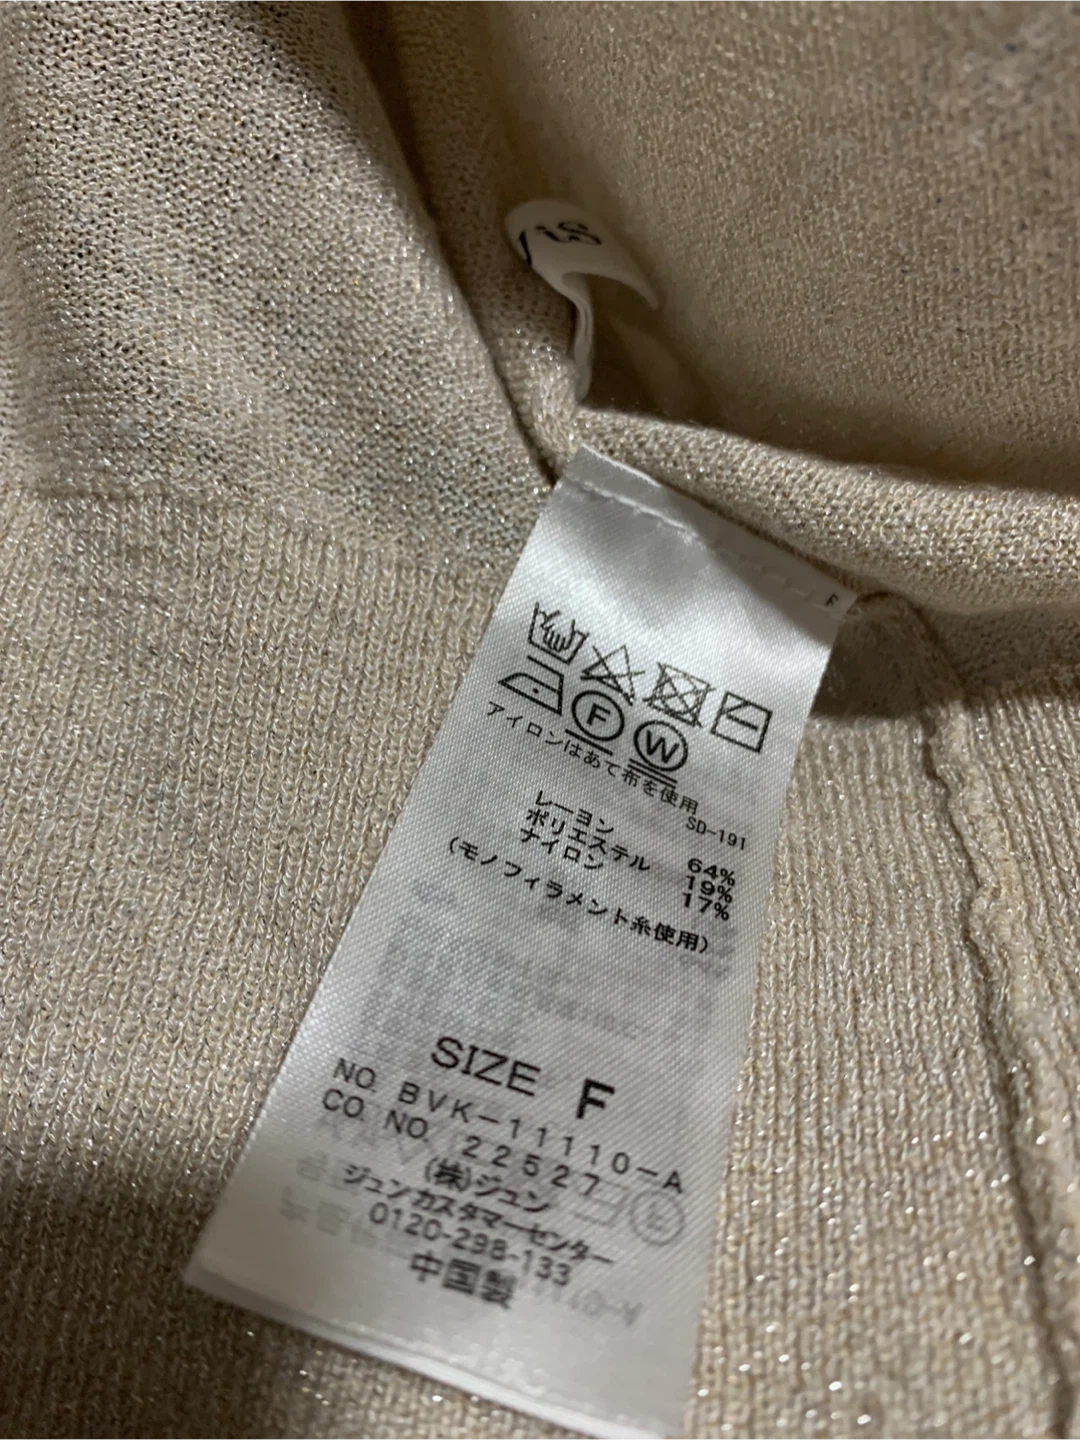 is
F
F
W
アイロンはあて布を使用
SD-191
レーヨン 64%
ポリエステル 19%
ナイロン 17%
(モノフィラメント糸使用)
SIZE F
NO. BVK-11110-A
CO. NO. 22527
(株)ジュン
ジュンカスタマーセンター
0120-298-133
中国製